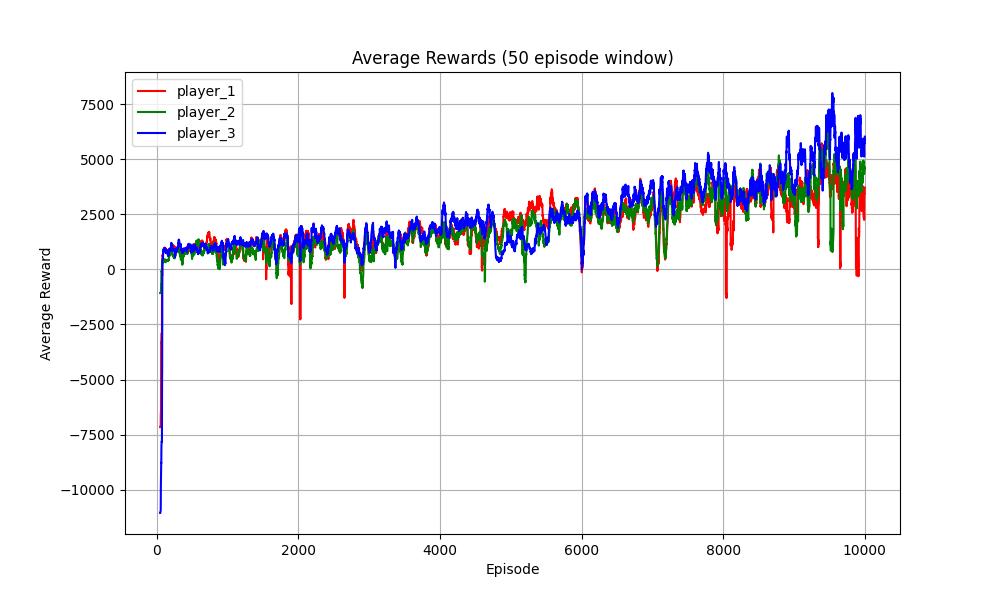 Average Rewards (50 episode window)
player_1
player_2
player_3
7500
5000
2500
0
−2500
−5000
−7500
−10000
Average Reward
0
2000
4000
6000
8000
10000
Episode